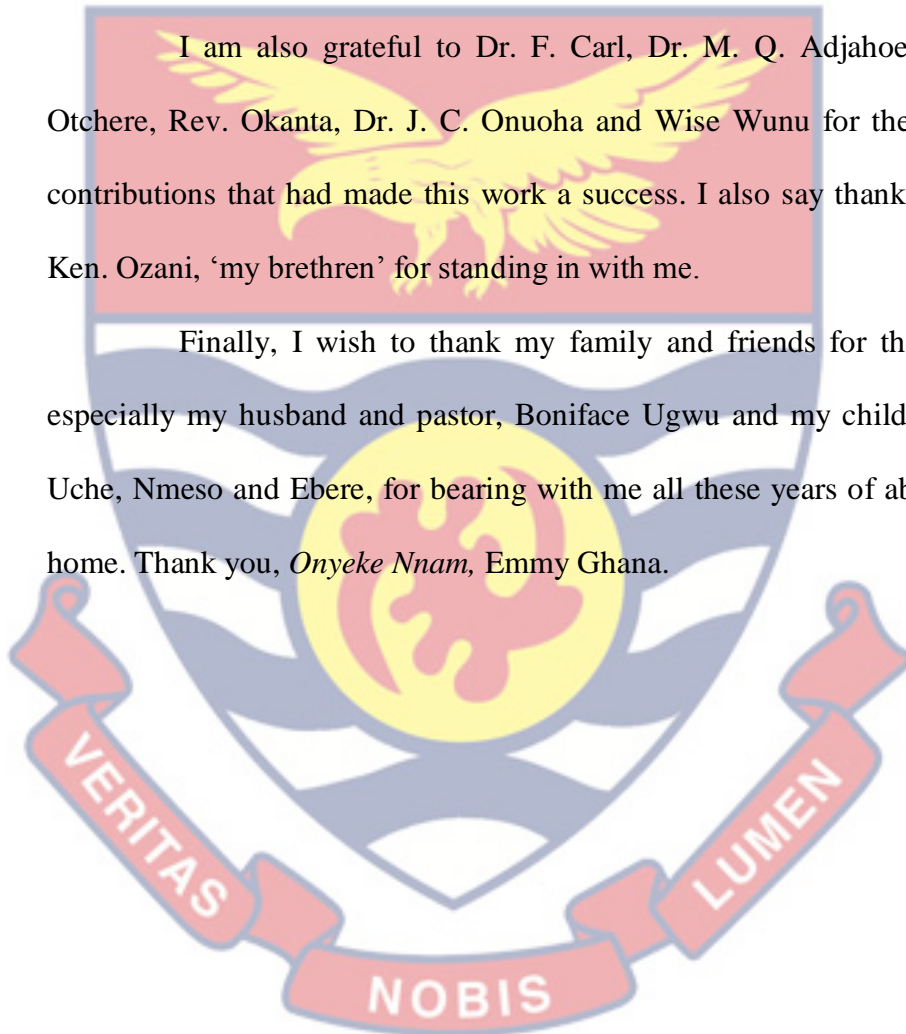 I am also grateful to Dr. F. Carl, Dr. M. Q. Adjahoe
Otchere, Rev. Okanta, Dr. J. C. Onuoha and Wise Wunu for the
contributions that had made this work a success. I also say thank
Ken. Ozani, ‘my brethren’ for standing in with me.
Finally, I wish to thank my family and friends for th
especially my husband and pastor, Boniface Ugwu and my child
Uche, Nmeso and Ebere, for bearing with me all these years of ab
home. Thank you, Onyeke Nnam, Emmy Ghana.
VERITAS
NOBIS
LUMEN